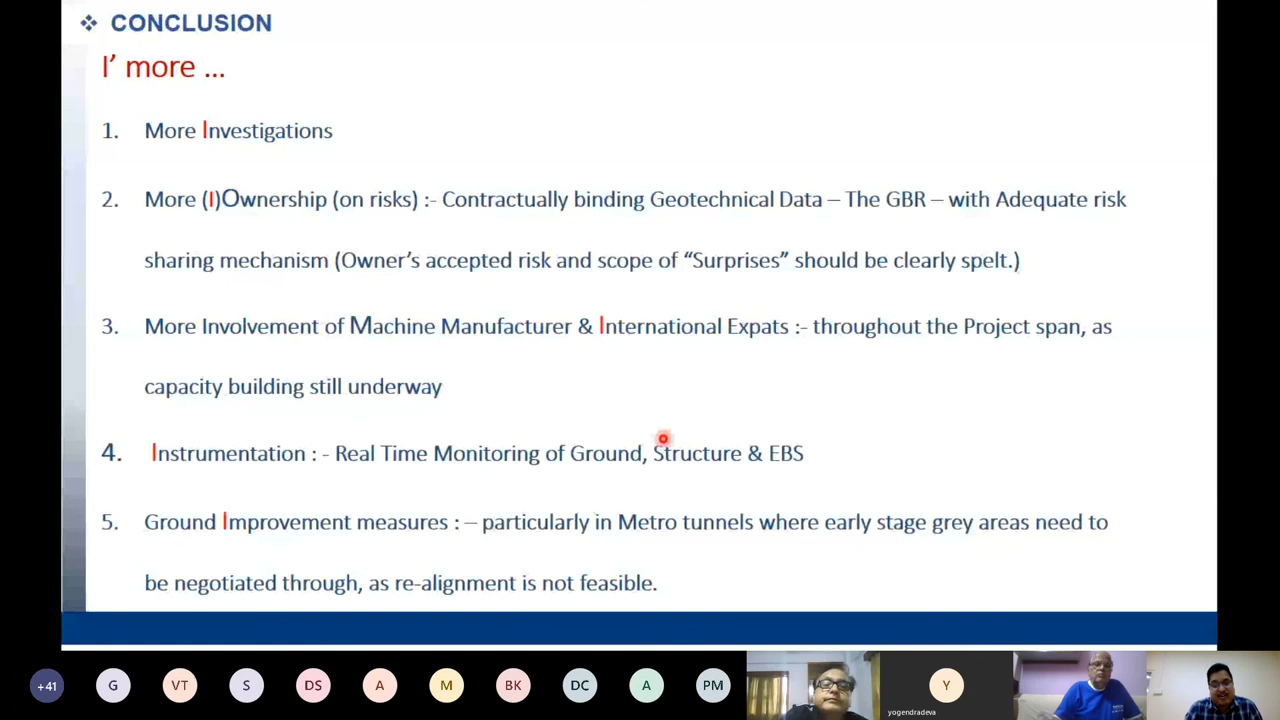 ❖ CONCLUSION
I’ more ...
1. More Investigations
2. More (I)Ownership (on risks) :- Contractually binding Geotechnical Data – The GBR – with Adequate risk
sharing mechanism (Owner’s accepted risk and scope of “Surprises” should be clearly spelt.)
3. More Involvement of Machine Manufacturer & International Expats :- throughout the Project span, as
capacity building still underway
4. Instrumentation : - Real Time Monitoring of Ground, Structure & EBS
5. Ground Improvement measures : – particularly in Metro tunnels where early stage grey areas need to
be negotiated through, as re-alignment is not feasible.
+41 G VT S DS A M BK DC A PM Y
yogendradeva